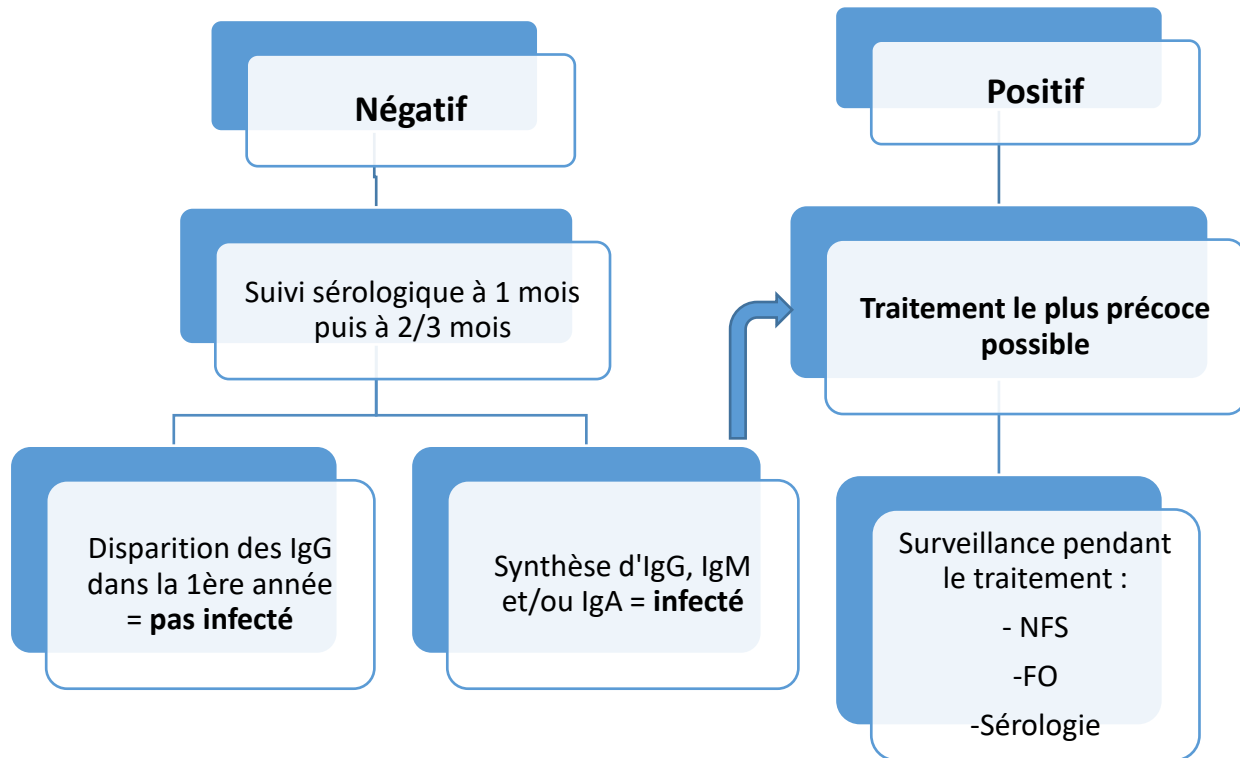 Négatif
Positif
Suivi sérologique à 1 mois
puis à 2/3 mois
Traitement le plus précoce
possible
Disparition des IgG
dans la 1ère année
= pas infecté
Synthèse d'IgG, IgM
et/ou IgA = infecté
Surveillance pendant
le traitement :
- NFS
-FO
-Sérologie